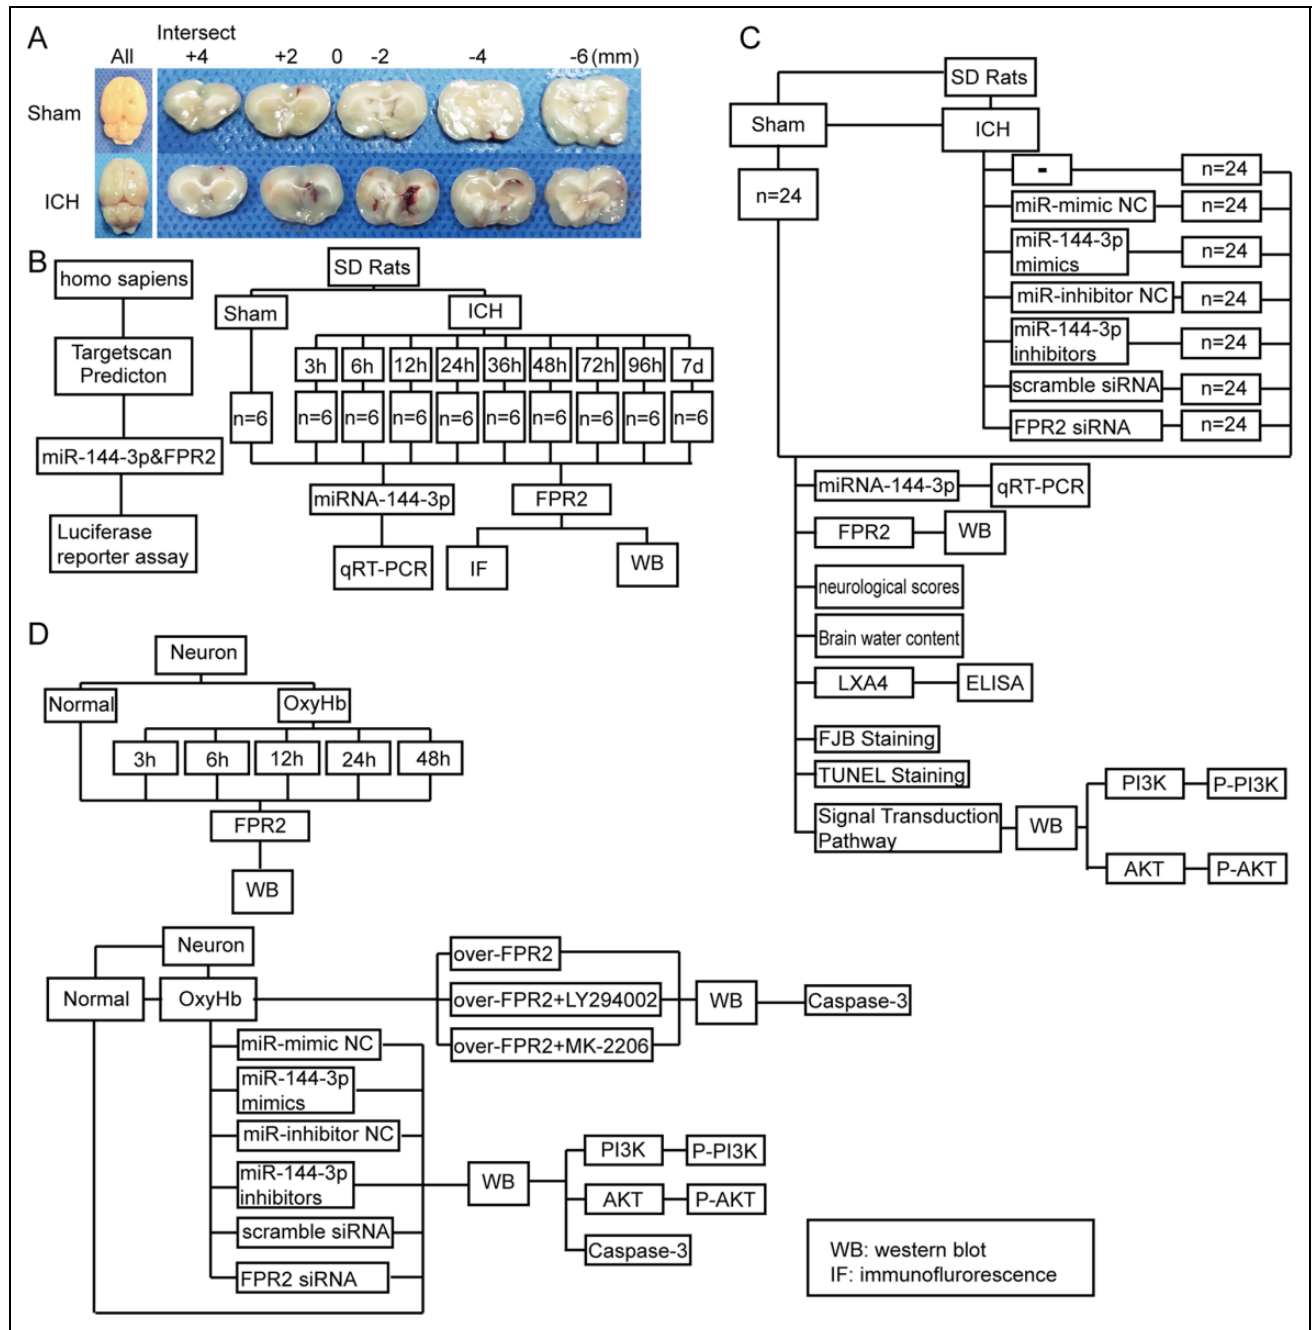 A
Intersect
All
+4
+2
0
-2
-4
-6 (mm)
Sham
ICH
B
homo sapiens
Targetscan
Predicton
miR-144-3p&FPR2
Luciferase
reporter assay
SD Rats
Sham
ICH
3h
6h
12h
24h
36h
48h
72h
96h
7d
n=6
n=6
n=6
n=6
n=6
n=6
n=6
n=6
n=6
n=6
miRNA-144-3p
FPR2
qRT-PCR
IF
WB
C
SD Rats
Sham
ICH
n=24
-
n=24
miR-mimic NC
n=24
miR-144-3p
mimics
n=24
miR-inhibitor NC
n=24
miR-144-3p
inhibitors
n=24
scramble siRNA
n=24
FPR2 siRNA
n=24
miRNA-144-3p
qRT-PCR
FPR2
WB
neurological scores
Brain water content
LXA4
ELISA
FJB Staining
TUNEL Staining
Signal Transduction
Pathway
WB
PI3K
P-PI3K
AKT
P-AKT
D
Neuron
Normal
OxyHb
3h
6h
12h
24h
48h
FPR2
WB
Neuron
Normal
OxyHb
over-FPR2
over-FPR2+LY294002
over-FPR2+MK-2206
WB
Caspase-3
miR-mimic NC
miR-144-3p
mimics
miR-inhibitor NC
miR-144-3p
inhibitors
scramble siRNA
FPR2 siRNA
WB
PI3K
P-PI3K
AKT
P-AKT
Caspase-3
WB: western blot
IF: immunoflurorescence